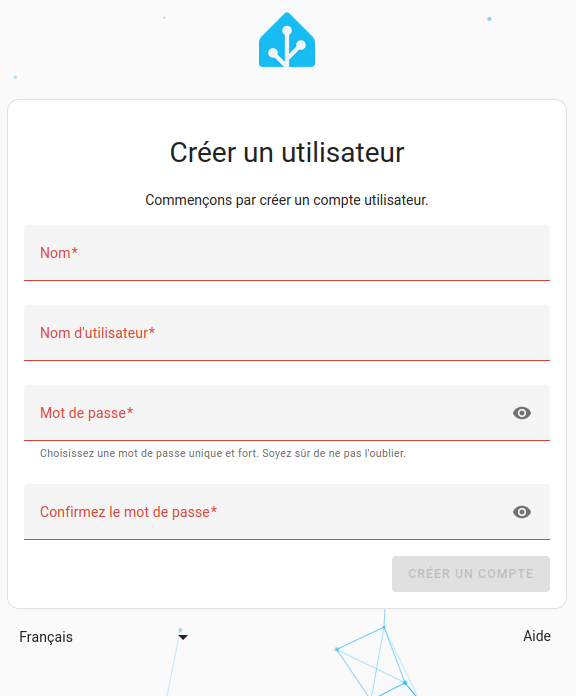 Créer un utilisateur
Commençons par créer un compte utilisateur.
Nom*
Nom d'utilisateur*
Mot de passe*
Choisissez une mot de passe unique et fort. Soyez sûr de ne pas l'oublier.
Confirmez le mot de passe*
CRÉER UN COMPTE
Français
Aide